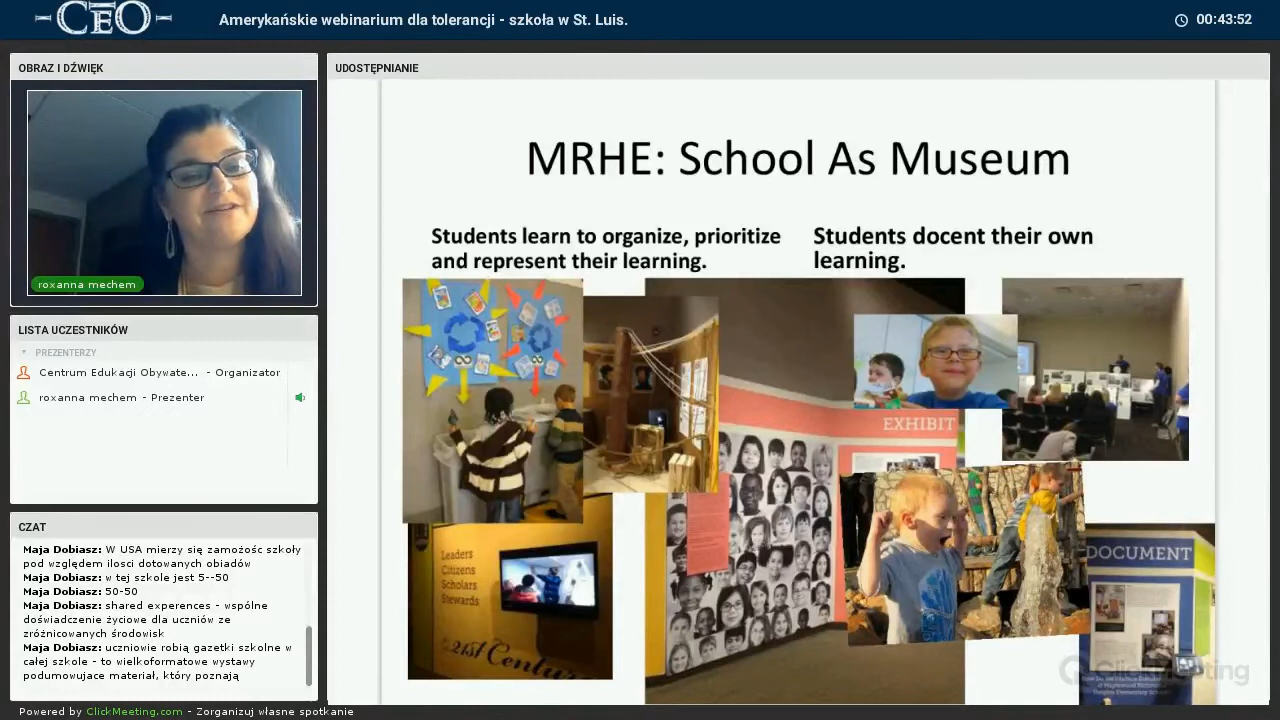 CEO
Amerykańskie webinarium dla tolerancji - szkoła w St. Luis.
00:43:52
OBRAZ I DŹWIĘK
roxanna mechem
LISTA UCZESTNIKÓW
PREZENTERZY
Centrum Edukacji Obywate... - Organizator
roxanna mechem - Prezenter
CZAT
Maja Dobiasz: W USA mierzy się zamożośc szkoły
pod względem ilosci dotowanych obiadów
Maja Dobiasz: w tej szkole jest 5--50
Maja Dobiasz: 50-50
Maja Dobiasz: shared experences - wspólne
doświadczenie życiowe dla uczniów ze
zróżnicowanych środowisk
Maja Dobiasz: uczniowie robią gazetki szkolne w
całej szkole - to wielkoformatowe wystawy
podumowujace materiał, który poznają
Powered by ClickMeeting.com - Zorganizuj własne spotkanie
UDOSTĘPNIANIE
MRHE: School As Museum
Students learn to organize, prioritize
and represent their learning.
Students docent their own
learning.
EXHIBIT
Leaders
Citizens
Scholars
Stewards
21st Century
DOCUMENT
ClickMeeting